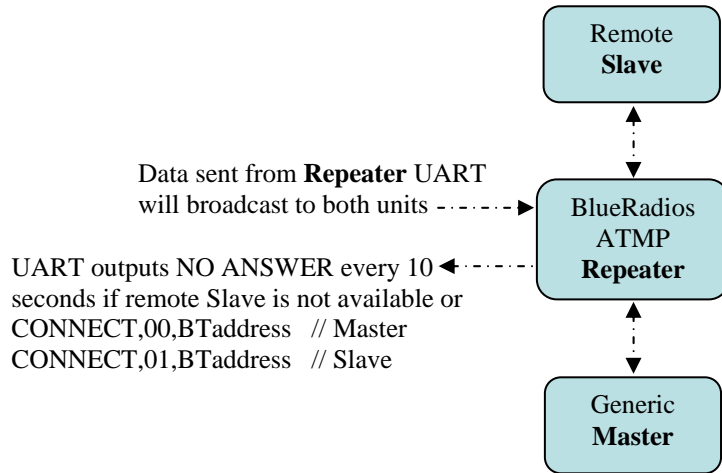 Remote
Slave
Data sent from Repeater UART
will broadcast to both units
BlueRadios
ATMP
Repeater
UART outputs NO ANSWER every 10
seconds if remote Slave is not available or
CONNECT,00,BTaddress // Master
CONNECT,01,BTaddress // Slave
Generic
Master